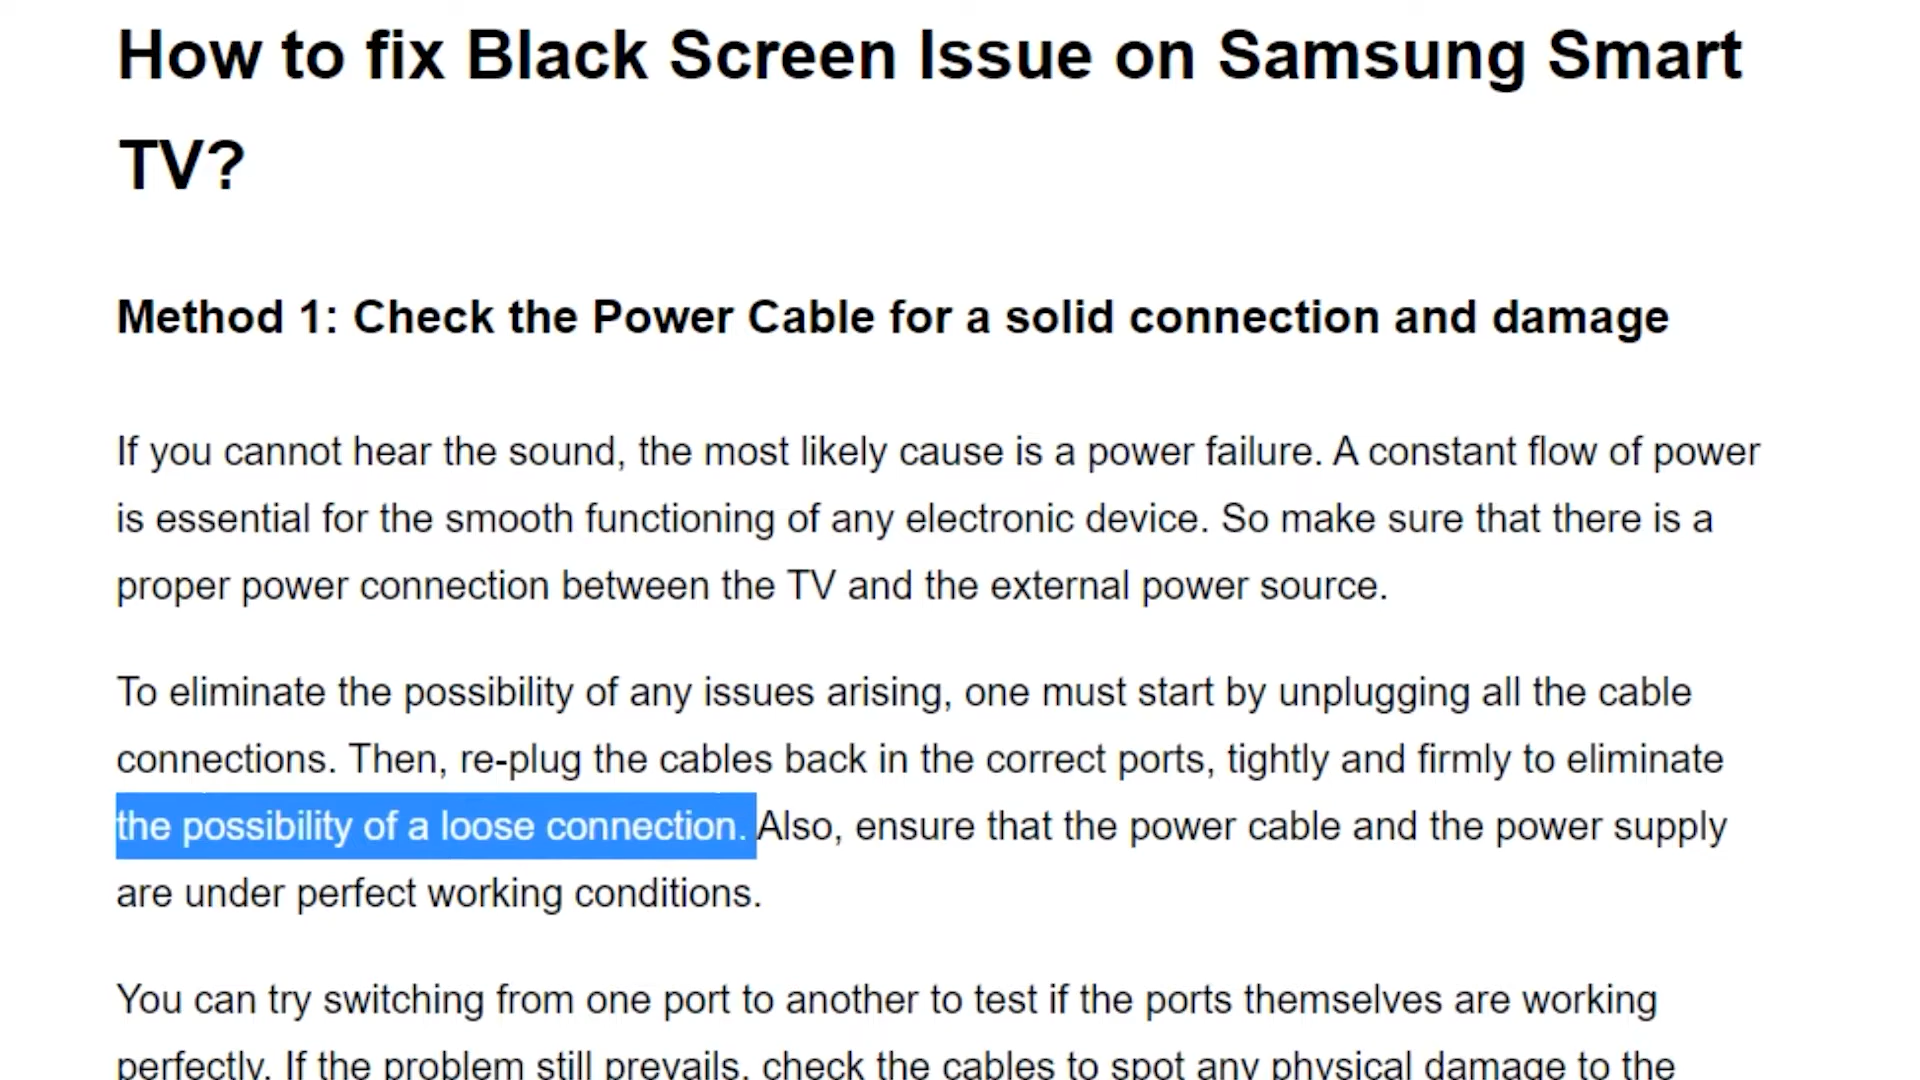 How to fix Black Screen Issue on Samsung Smart
TV?
Method 1: Check the Power Cable for a solid connection and damage
If you cannot hear the sound, the most likely cause is a power failure. A constant flow of power
is essential for the smooth functioning of any electronic device. So make sure that there is a
proper power connection between the TV and the external power source.
To eliminate the possibility of any issues arising, one must start by unplugging all the cable
connections. Then, re-plug the cables back in the correct ports, tightly and firmly to eliminate
the possibility of a loose connection. Also, ensure that the power cable and the power supply
are under perfect working conditions.
You can try switching from one port to another to test if the ports themselves are working
perfectly. If the problem still prevails, check the cables to spot any physical damage to the